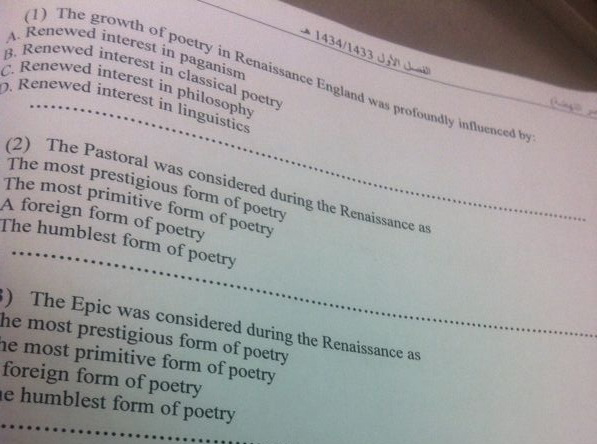 الفصل الأول 1434/1433 هـ
(1) The growth of poetry in Renaissance England was profoundly influenced by:
A. Renewed interest in paganism
B. Renewed interest in classical poetry
C. Renewed interest in philosophy
D. Renewed interest in linguistics
(2) The Pastoral was considered during the Renaissance as
The most prestigious form of poetry
The most primitive form of poetry
A foreign form of poetry
The humblest form of poetry
3) The Epic was considered during the Renaissance as
he most prestigious form of poetry
he most primitive form of poetry
foreign form of poetry
e humblest form of poetry